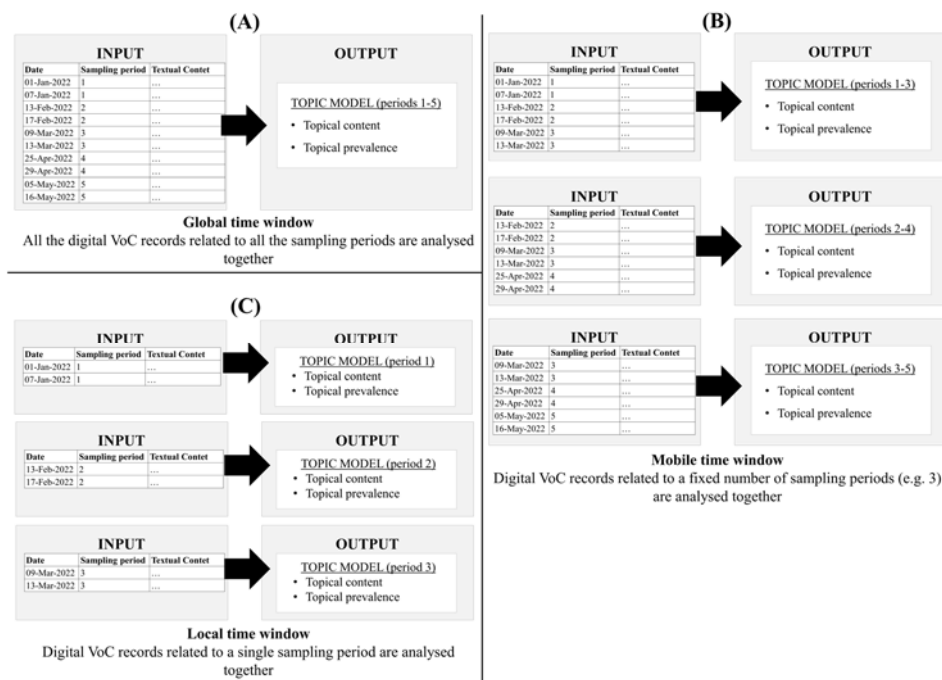 (A)
INPUT
Date Sampling period Textual Contet
01-Jan-2022 1 ...
07-Jan-2022 1 ...
13-Feb-2022 2 ...
17-Feb-2022 2 ...
09-Mar-2022 3 ...
13-Mar-2022 3 ...
25-Apr-2022 4 ...
29-Apr-2022 4 ...
05-May-2022 5 ...
16-May-2022 5 ...
OUTPUT
TOPIC MODEL (periods 1-5)
• Topical content
• Topical prevalence
Global time window
All the digital VoC records related to all the sampling periods are analysed
together
(B)
INPUT
Date Sampling period Textual Contet
01-Jan-2022 1 ...
07-Jan-2022 1 ...
13-Feb-2022 2 ...
17-Feb-2022 2 ...
09-Mar-2022 3 ...
13-Mar-2022 3 ...
OUTPUT
TOPIC MODEL (periods 1-3)
• Topical content
• Topical prevalence
INPUT
Date Sampling period Textual Contet
13-Feb-2022 2 ...
17-Feb-2022 2 ...
09-Mar-2022 3 ...
13-Mar-2022 3 ...
25-Apr-2022 4 ...
29-Apr-2022 4 ...
OUTPUT
TOPIC MODEL (periods 2-4)
• Topical content
• Topical prevalence
INPUT
Date Sampling period Textual Contet
09-Mar-2022 3 ...
13-Mar-2022 3 ...
25-Apr-2022 4 ...
29-Apr-2022 4 ...
05-May-2022 5 ...
16-May-2022 5 ...
OUTPUT
TOPIC MODEL (periods 3-5)
• Topical content
• Topical prevalence
Mobile time window
Digital VoC records related to a fixed number of sampling periods (e.g. 3)
are analysed together
(C)
INPUT
Date Sampling period Textual Contet
01-Jan-2022 1 ...
07-Jan-2022 1 ...
OUTPUT
TOPIC MODEL (period 1)
• Topical content
• Topical prevalence
INPUT
Date Sampling period Textual Contet
13-Feb-2022 2 ...
17-Feb-2022 2 ...
OUTPUT
TOPIC MODEL (period 2)
• Topical content
• Topical prevalence
INPUT
Date Sampling period Textual Contet
09-Mar-2022 3 ...
13-Mar-2022 3 ...
OUTPUT
TOPIC MODEL (period 3)
• Topical content
• Topical prevalence
Local time window
Digital VoC records related to a single sampling period are analysed
together